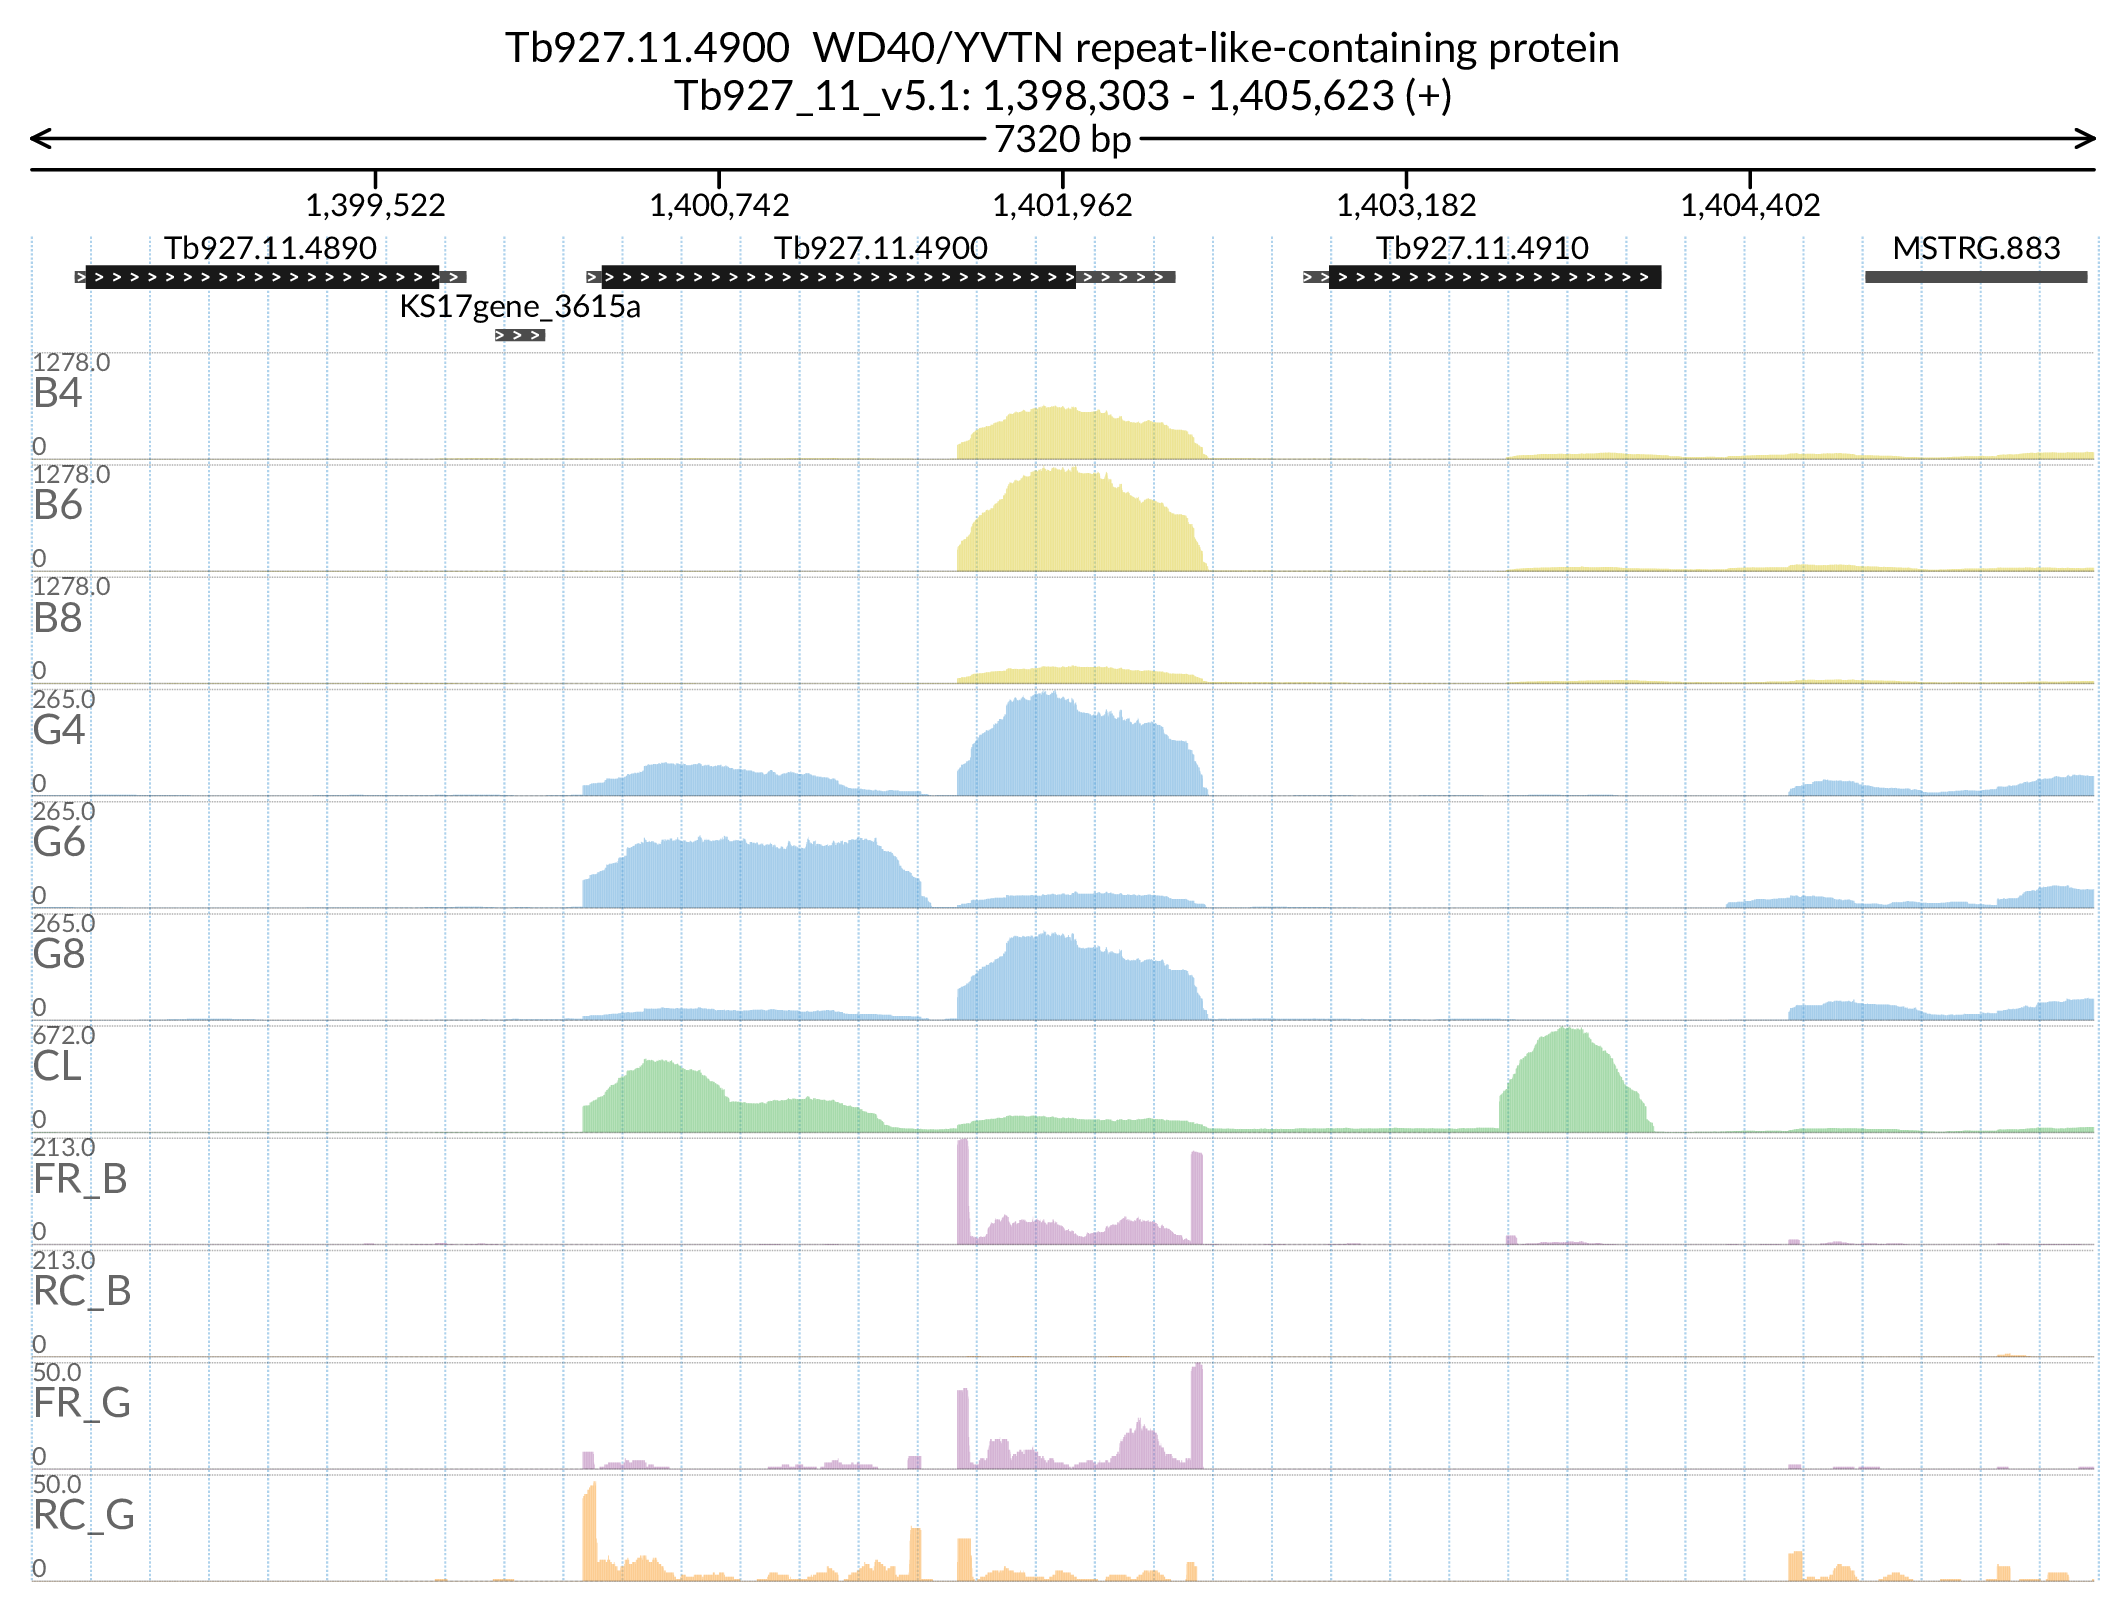 Tb927.11.4900  WD40/YVTN repeat-like-containing protein
Tb927_11_v5.1: 1,398,303 - 1,405,623 (+)
7320 bp
1,399,522 1,400,742 1,401,962 1,403,182 1,404,402
Tb927.11.4890 Tb927.11.4900 Tb927.11.4910 MSTRG.883
KS17gene_3615a
1278.0
B4
0
1278.0
B6
0
1278.0
B8
0
265.0
G4
0
265.0
G6
0
265.0
G8
0
672.0
CL
0
213.0
FR_B
0
213.0
RC_B
0
50.0
FR_G
0
50.0
RC_G
0